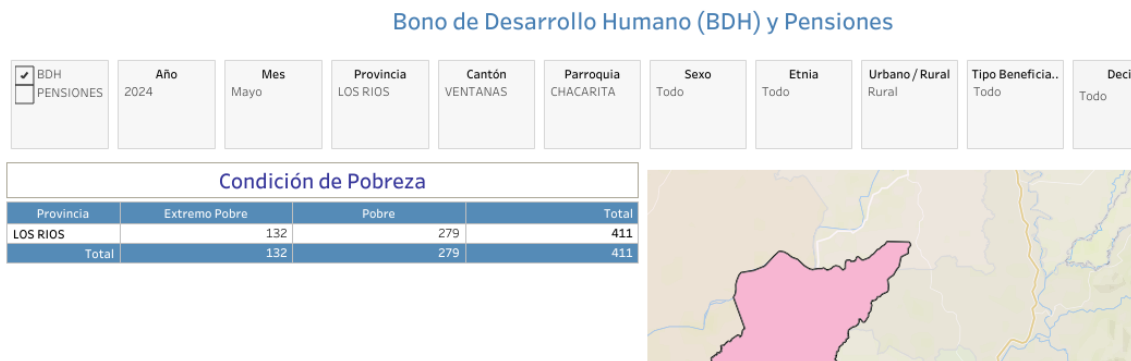 Bono de Desarrollo Humano (BDH) y Pensiones
✔ BDH
PENSIONES
Año
2024
Mes
Mayo
Provincia
LOS RIOS
Cantón
VENTANAS
Parroquia
CHACARITA
Sexo
Todo
Etnia
Todo
Urbano / Rural
Rural
Tipo Beneficia..
Todo
Deci
Todo
Condición de Pobreza
Provincia Extremo Pobre Pobre Total
LOS RIOS 132 279 411
Total 132 279 411